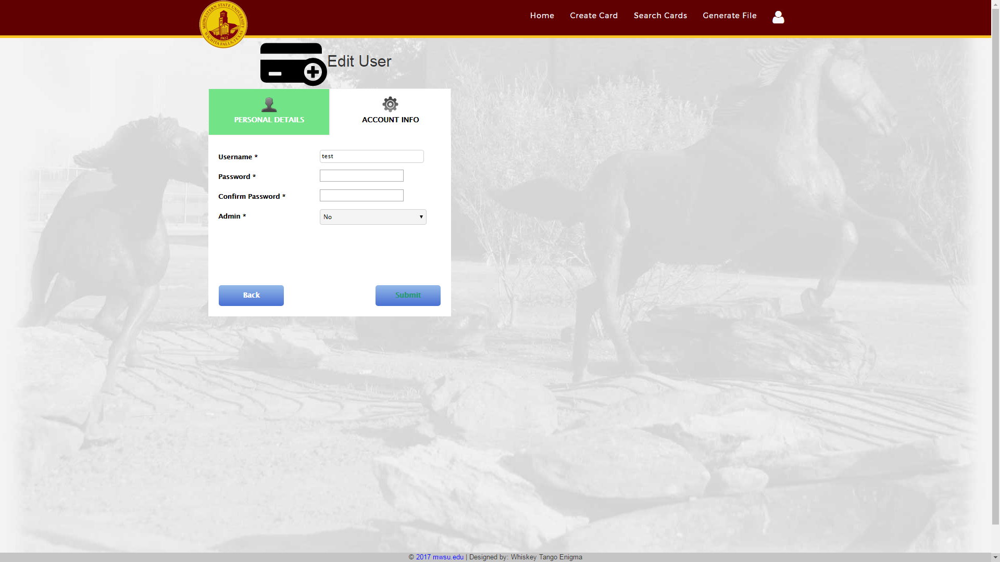 MIDWESTERN STATE UNIVERSITY
WICHITA FALLS, TEXAS
1922
Home
Create Card
Search Cards
Generate File
Edit User
PERSONAL DETAILS
ACCOUNT INFO
Username *
test
Password *
Confirm Password *
Admin *
No
Back
Submit
© 2017 mwsu.edu | Designed by: Whiskey Tango Enigma